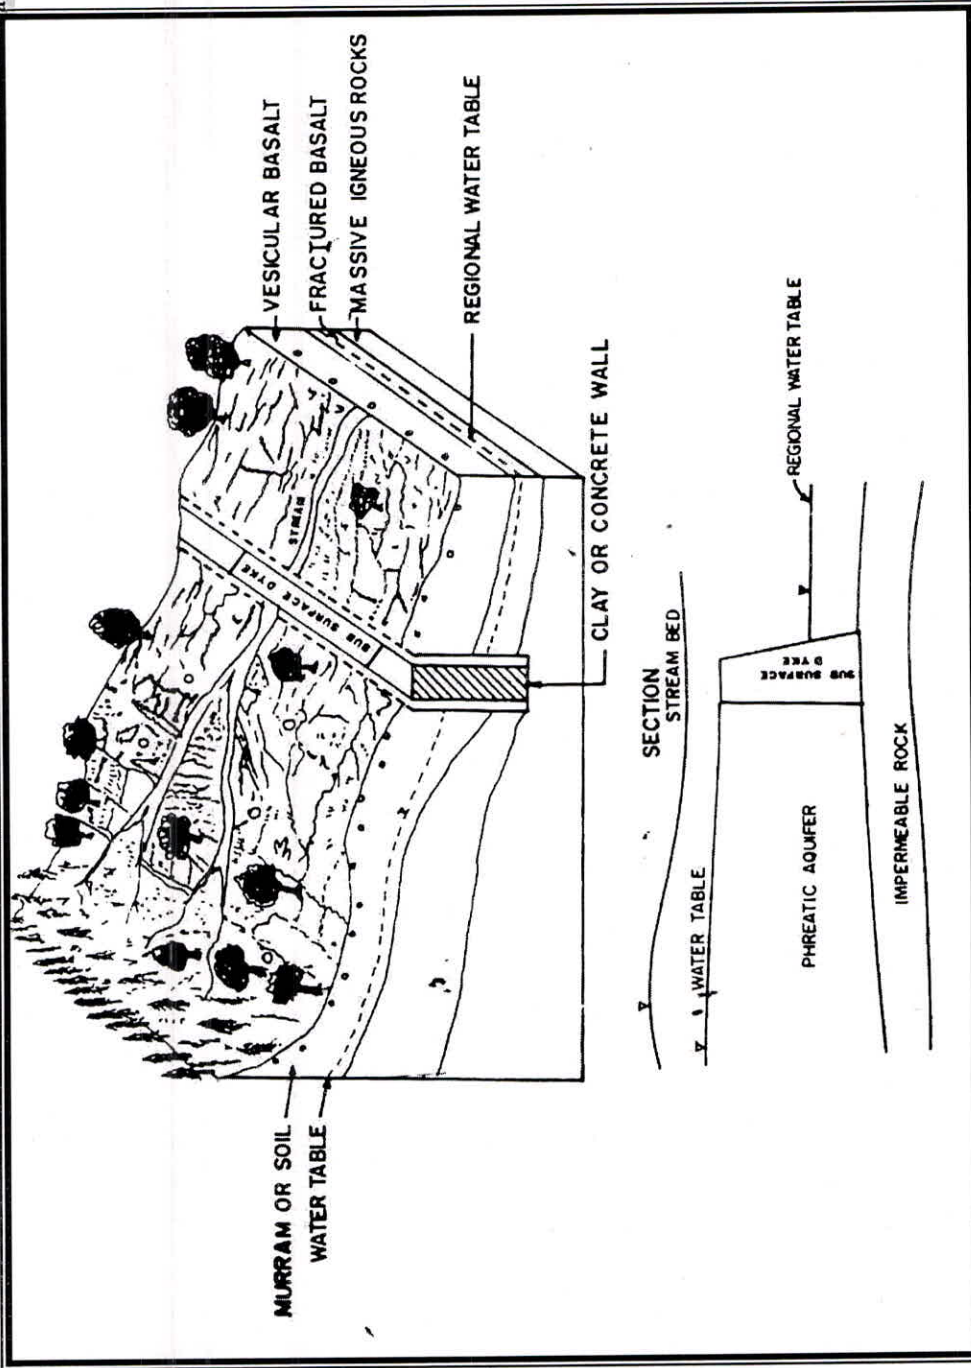 VESICULAR BASALT
FRACTURED BASALT
MASSIVE IGNEOUS ROCKS
REGIONAL WATER TABLE
CLAY OR CONCRETE WALL
STREAM
SUB SURFACE DYKE
MURRAM OR SOIL
WATER TABLE
SECTION
STREAM BED
REGIONAL WATER TABLE
SUB SURFACE
DYKE
WATER TABLE
PHREATIC AQUIFER
IMPERMEABLE ROCK